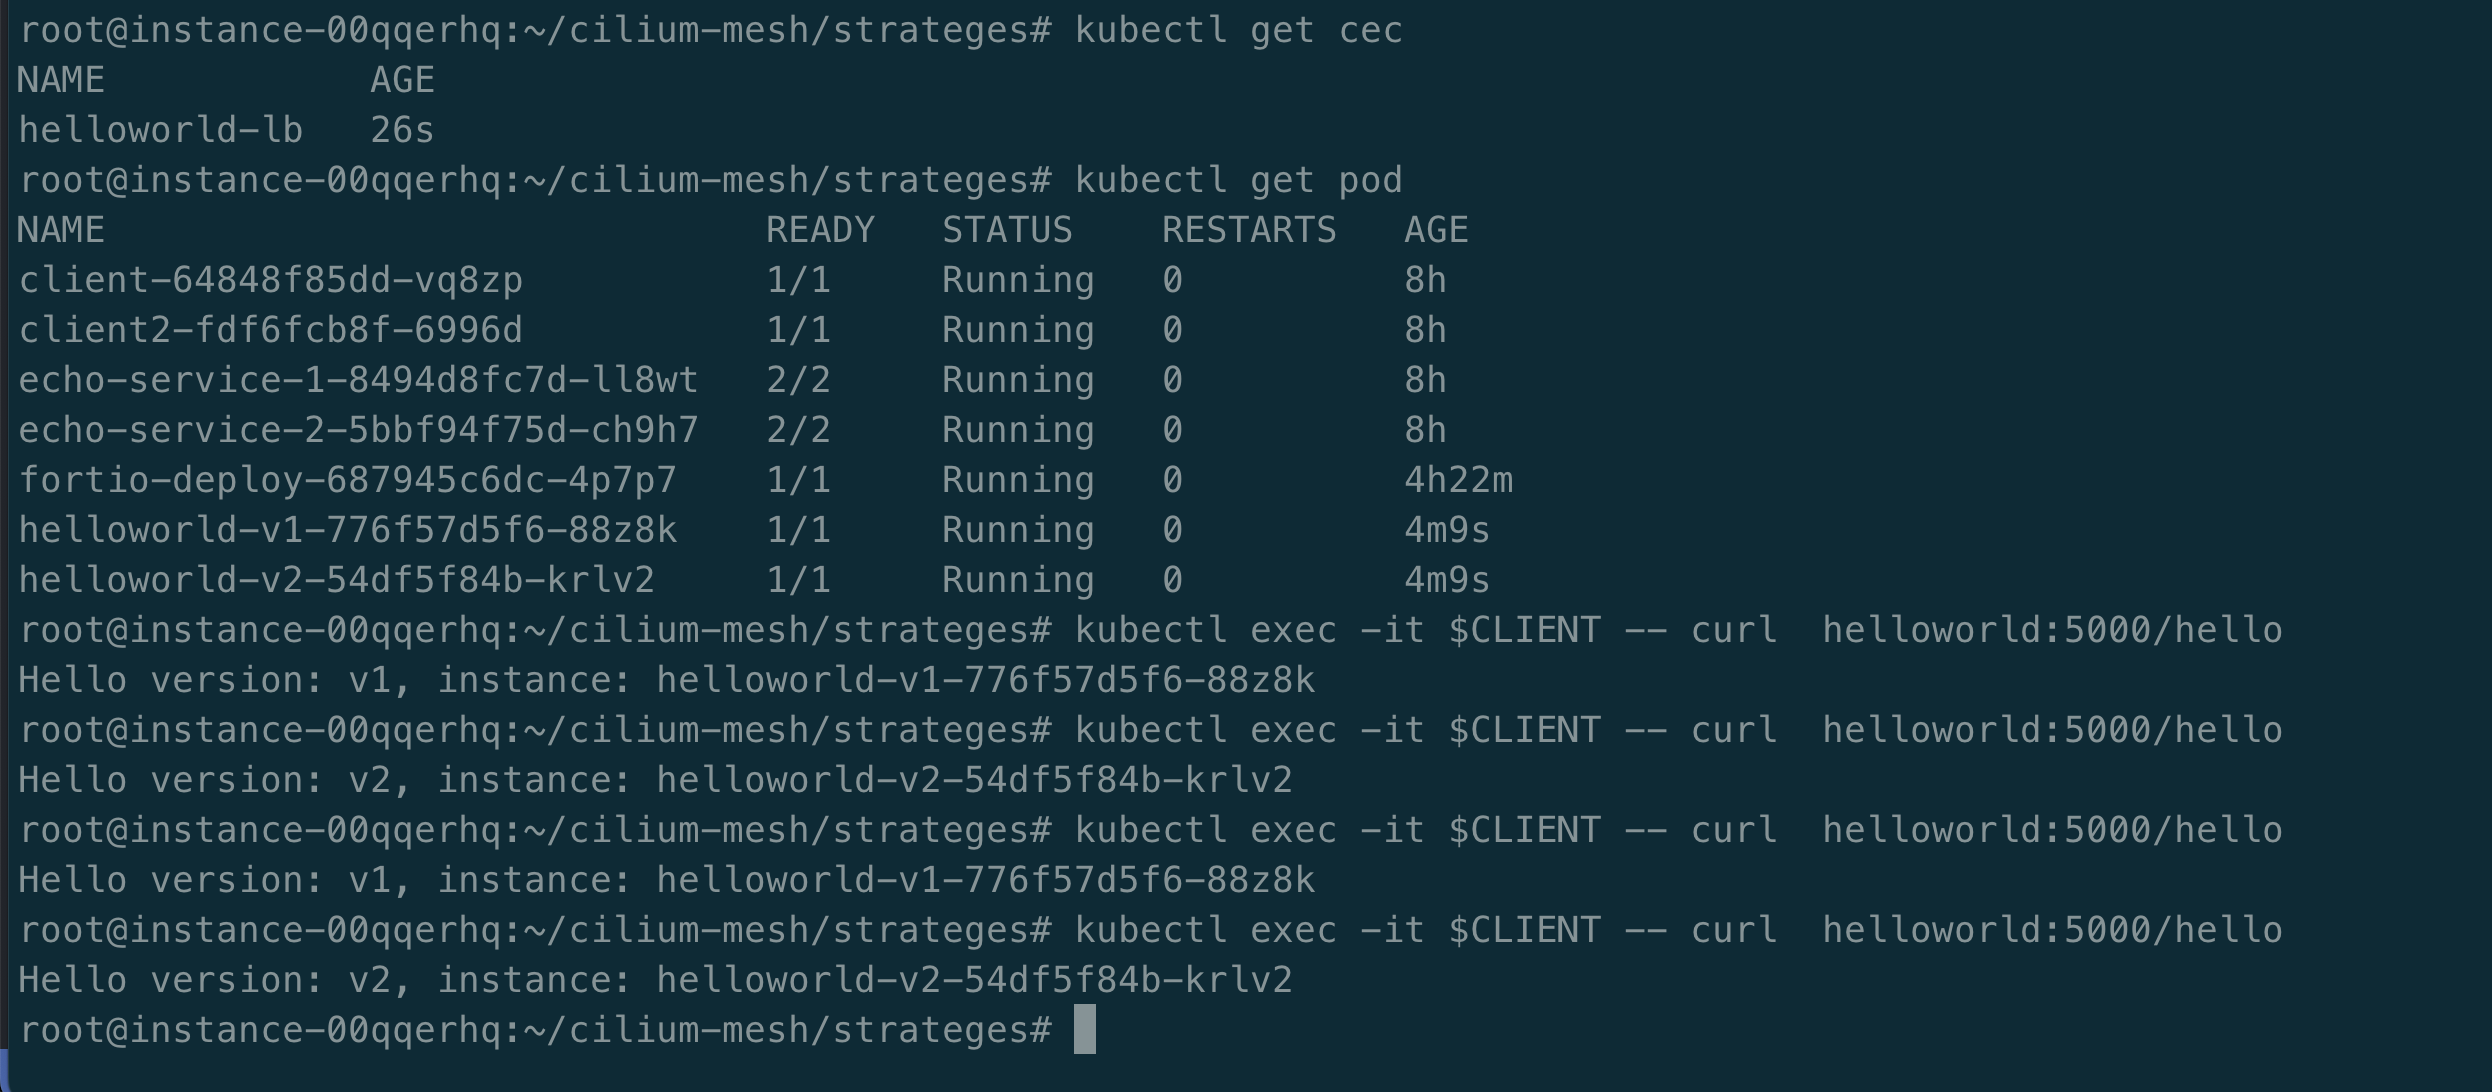 root@instance-00qqerhq:~/cilium-mesh/strateges# kubectl get cec
NAME            AGE
helloworld-lb   26s
root@instance-00qqerhq:~/cilium-mesh/strateges# kubectl get pod
NAME                              READY   STATUS    RESTARTS   AGE
client-64848f85dd-vq8zp           1/1     Running   0          8h
client2-fdf6fcb8f-6996d           1/1     Running   0          8h
echo-service-1-8494d8fc7d-ll8wt   2/2     Running   0          8h
echo-service-2-5bbf94f75d-ch9h7   2/2     Running   0          8h
fortio-deploy-687945c6dc-4p7p7    1/1     Running   0          4h22m
helloworld-v1-776f57d5f6-88z8k    1/1     Running   0          4m9s
helloworld-v2-54df5f84b-krlv2     1/1     Running   0          4m9s
root@instance-00qqerhq:~/cilium-mesh/strateges# kubectl exec -it $CLIENT -- curl  helloworld:5000/hello
Hello version: v1, instance: helloworld-v1-776f57d5f6-88z8k
root@instance-00qqerhq:~/cilium-mesh/strateges# kubectl exec -it $CLIENT -- curl  helloworld:5000/hello
Hello version: v2, instance: helloworld-v2-54df5f84b-krlv2
root@instance-00qqerhq:~/cilium-mesh/strateges# kubectl exec -it $CLIENT -- curl  helloworld:5000/hello
Hello version: v1, instance: helloworld-v1-776f57d5f6-88z8k
root@instance-00qqerhq:~/cilium-mesh/strateges# kubectl exec -it $CLIENT -- curl  helloworld:5000/hello
Hello version: v2, instance: helloworld-v2-54df5f84b-krlv2
root@instance-00qqerhq:~/cilium-mesh/strateges#